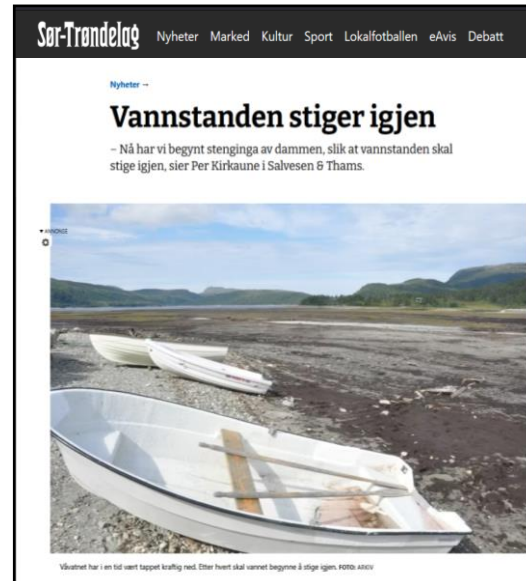 Sør-Trøndelag Nyheter Marked Kultur Sport Lokalfotballen eAvis Debatt
Nyheter →
Vannstanden stiger igjen
– Nå har vi begynt stenginga av dammen, slik at vannstanden skal
stige igjen, sier Per Kirkaune i Salvesen & Thams.
▼ ANNONSE
Våvatnet har i en tid vært tappet kraftig ned. Etter hvert skal vannet begynne å stige igjen. FOTO: ARKIV